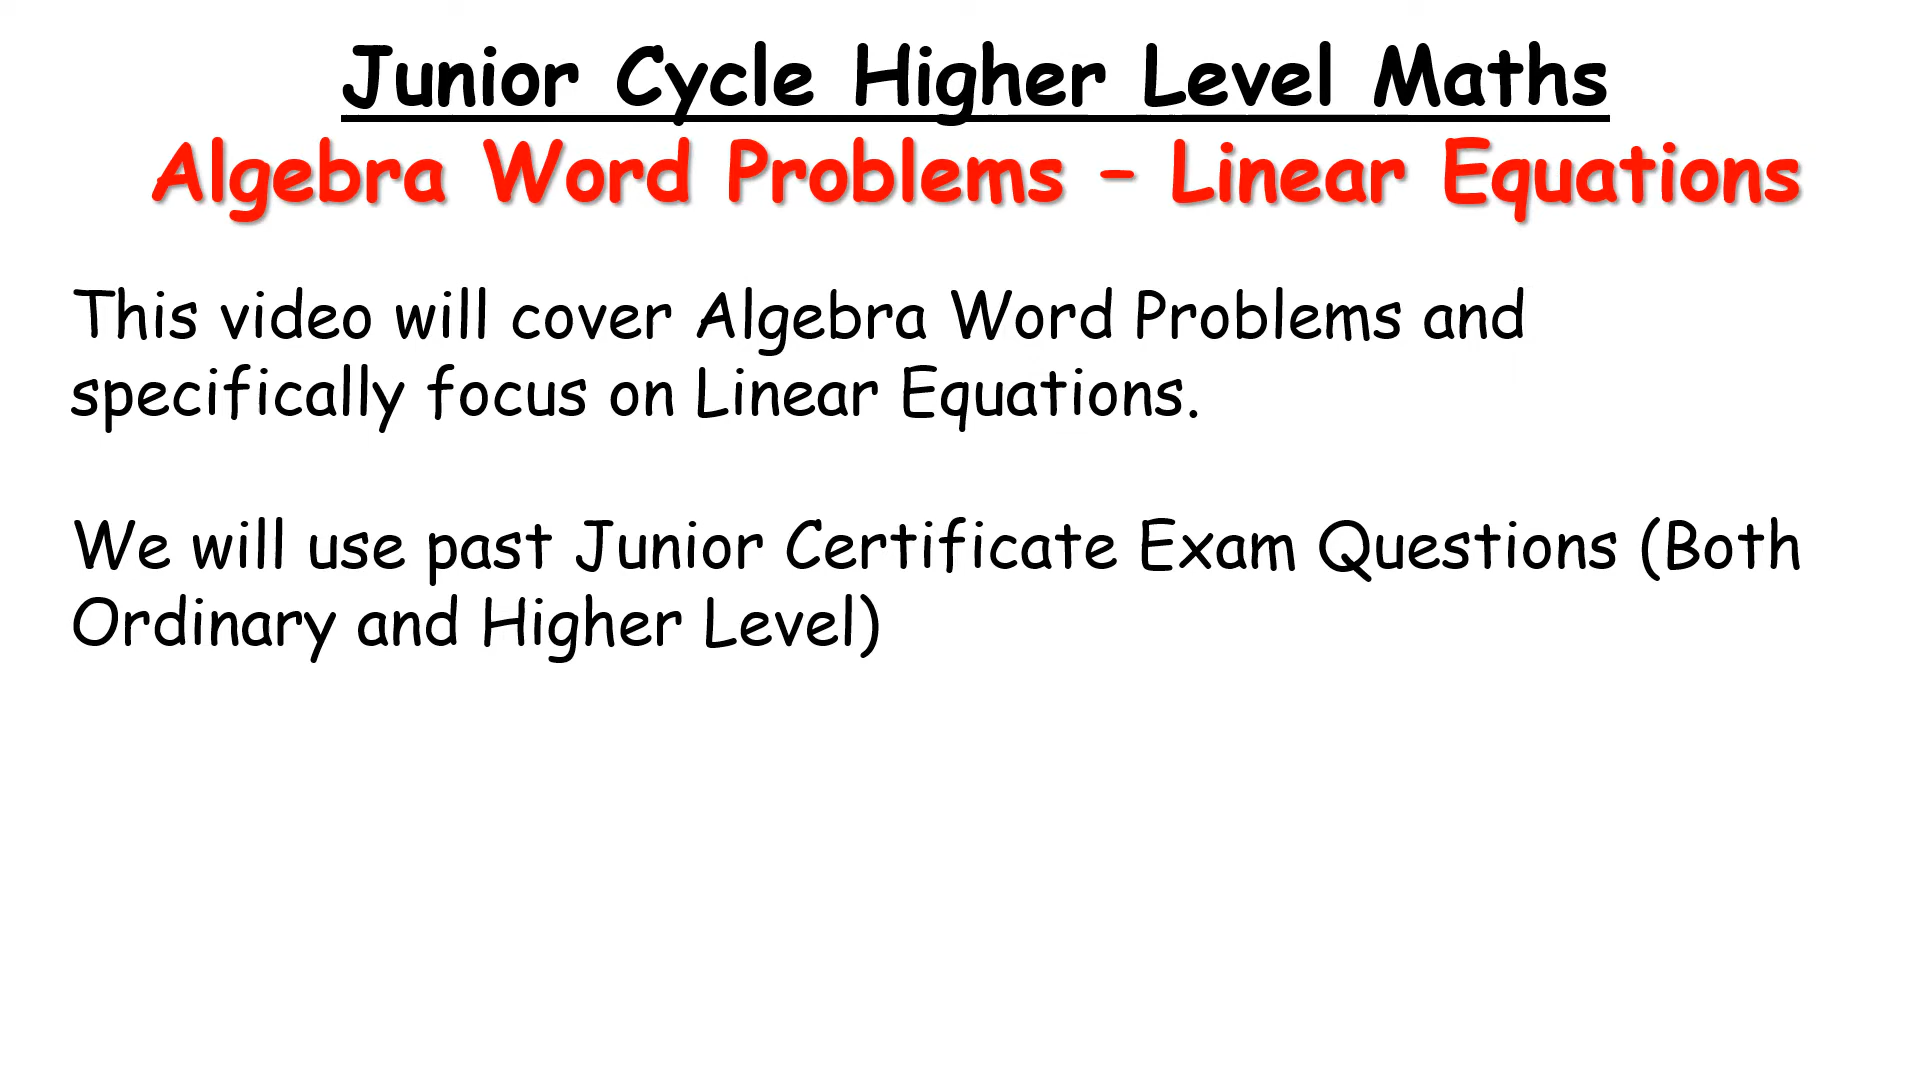 Junior Cycle Higher Level Maths
Algebra Word Problems – Linear Equations
This video will cover Algebra Word Problems and
specifically focus on Linear Equations.
We will use past Junior Certificate Exam Questions (Both
Ordinary and Higher Level)